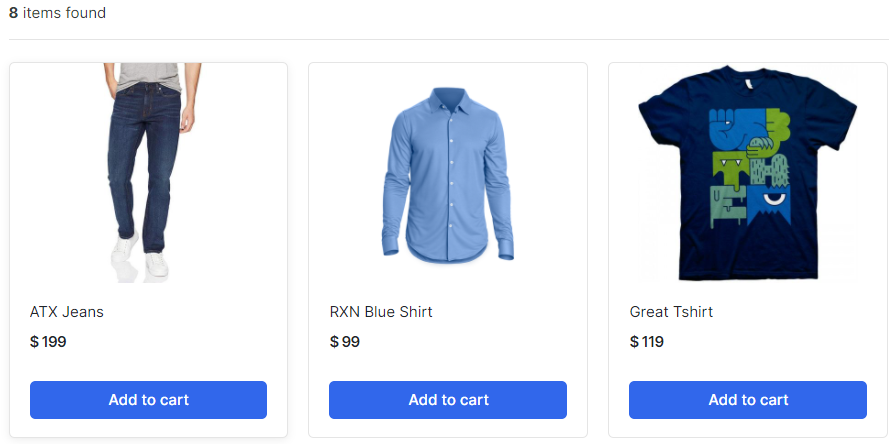 8 items found
ATX Jeans
$ 199
Add to cart
RXN Blue Shirt
$ 99
Add to cart
Great Tshirt
$ 119
Add to cart